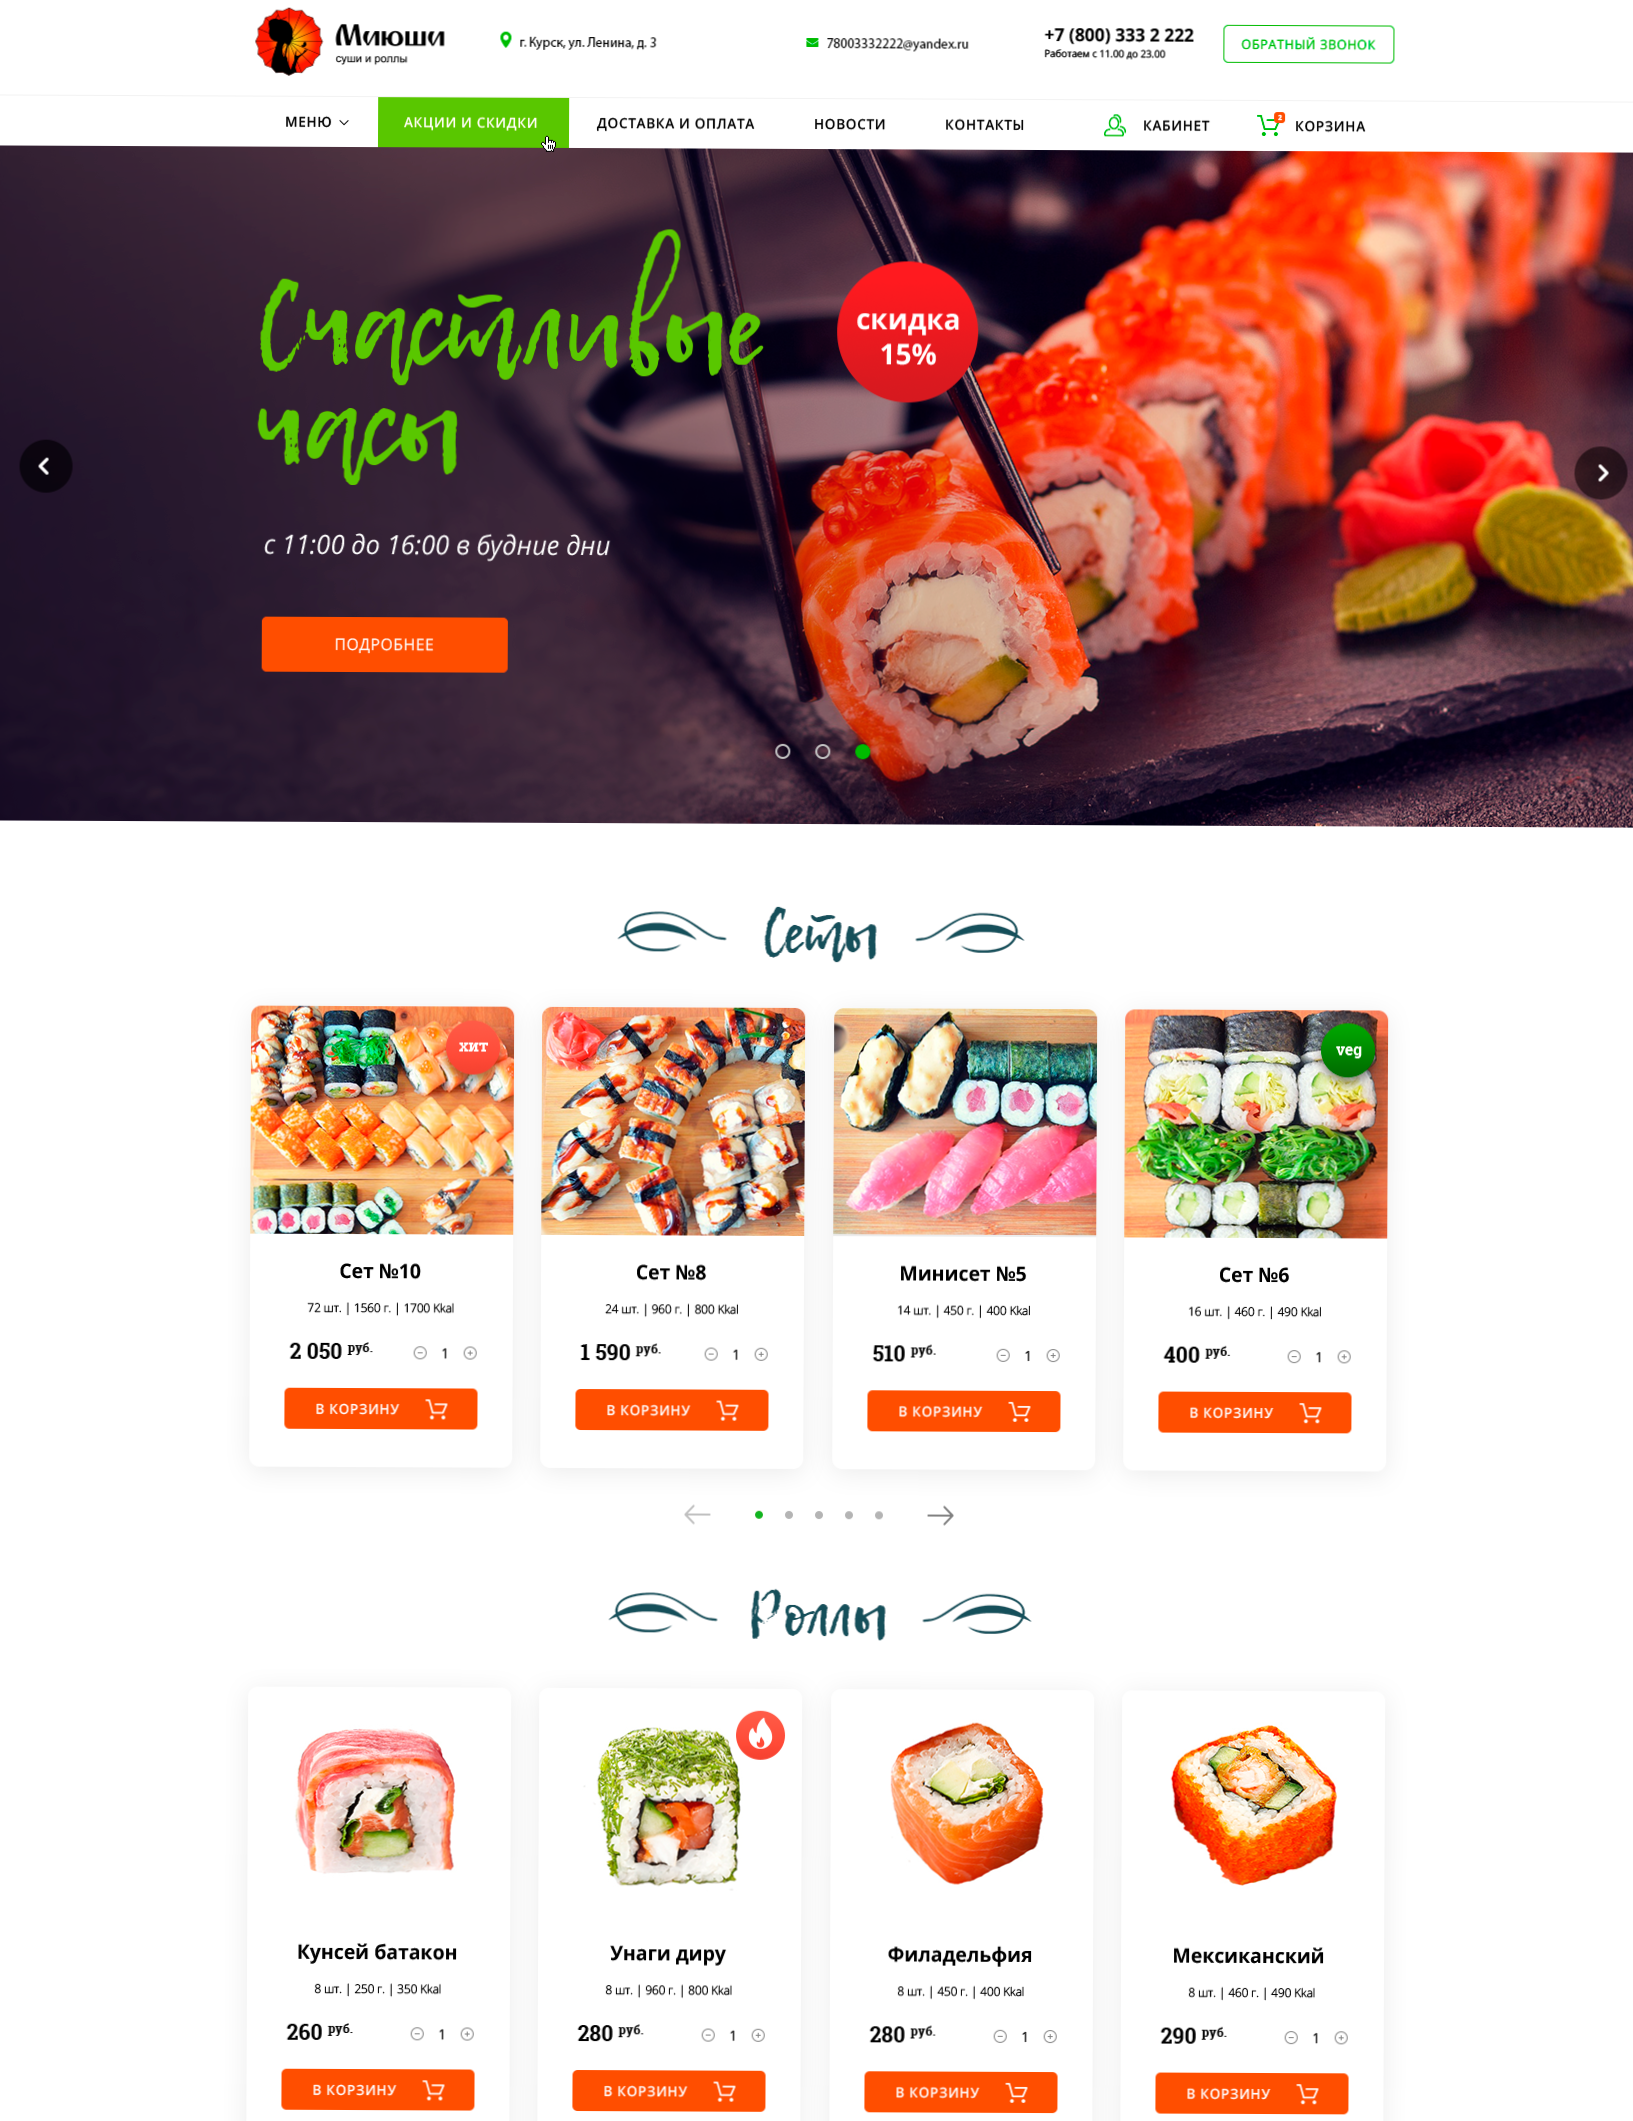 Миюши
суши и роллы
г. Курск, ул. Ленина, д. 3
78003332222@yandex.ru
+7 (800) 333 2 222
Работаем с 11.00 до 23.00
ОБРАТНЫЙ ЗВОНОК
МЕНЮ
АКЦИИ И СКИДКИ
ДОСТАВКА И ОПЛАТА
НОВОСТИ
КОНТАКТЫ
КАБИНЕТ
2
КОРЗИНА
Счастливые
часы
скидка
15%
с 11:00 до 16:00 в будние дни
ПОДРОБНЕЕ
Сеты
хит
veg
Сет №10
72 шт. | 1560 г. | 1700 Kkal
2 050 руб.
1
В КОРЗИНУ
Сет №8
24 шт. | 960 г. | 800 Kkal
1 590 руб.
1
В КОРЗИНУ
Минисет №5
14 шт. | 450 г. | 400 Kkal
510 руб.
1
В КОРЗИНУ
Сет №6
16 шт. | 460 г. | 490 Kkal
400 руб.
1
В КОРЗИНУ
Роллы
Кунсей батакон
8 шт. | 250 г. | 350 Kkal
260 руб.
1
В КОРЗИНУ
Унаги диру
8 шт. | 960 г. | 800 Kkal
280 руб.
1
В КОРЗИНУ
Филадельфия
8 шт. | 450 г. | 400 Kkal
280 руб.
1
В КОРЗИНУ
Мексиканский
8 шт. | 460 г. | 490 Kkal
290 руб.
1
В КОРЗИНУ